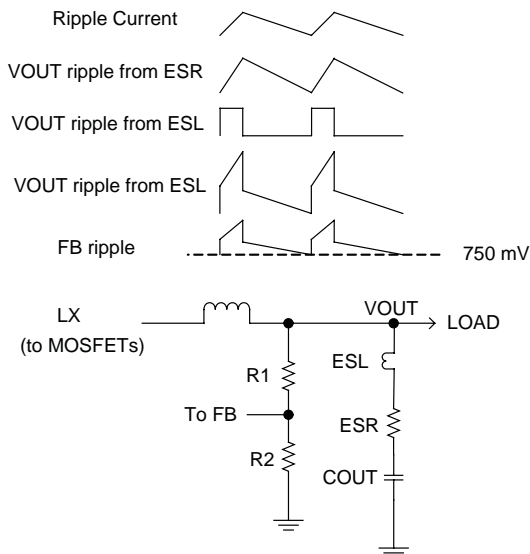 Ripple Current
VOUT ripple from ESR
VOUT ripple from ESL
VOUT ripple from ESL
FB ripple
750 mV
LX
(to MOSFETs)
VOUT
LOAD
ESL
R1
To FB
ESR
R2
COUT